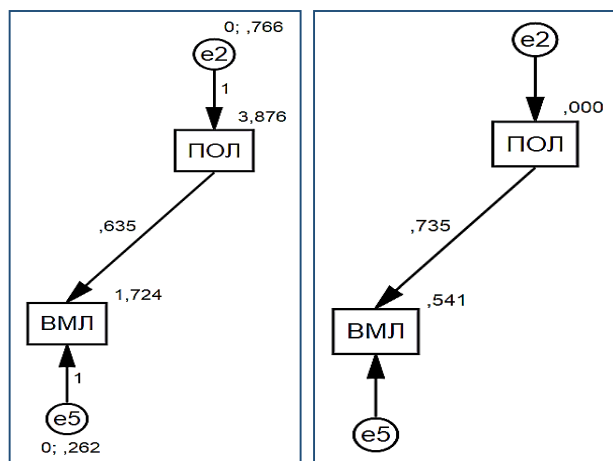 0; ,766
e2
1
3,876
ПОЛ
,635
1,724
ВМЛ
1
e5
0; ,262
e2
,000
ПОЛ
,735
,541
ВМЛ
e5